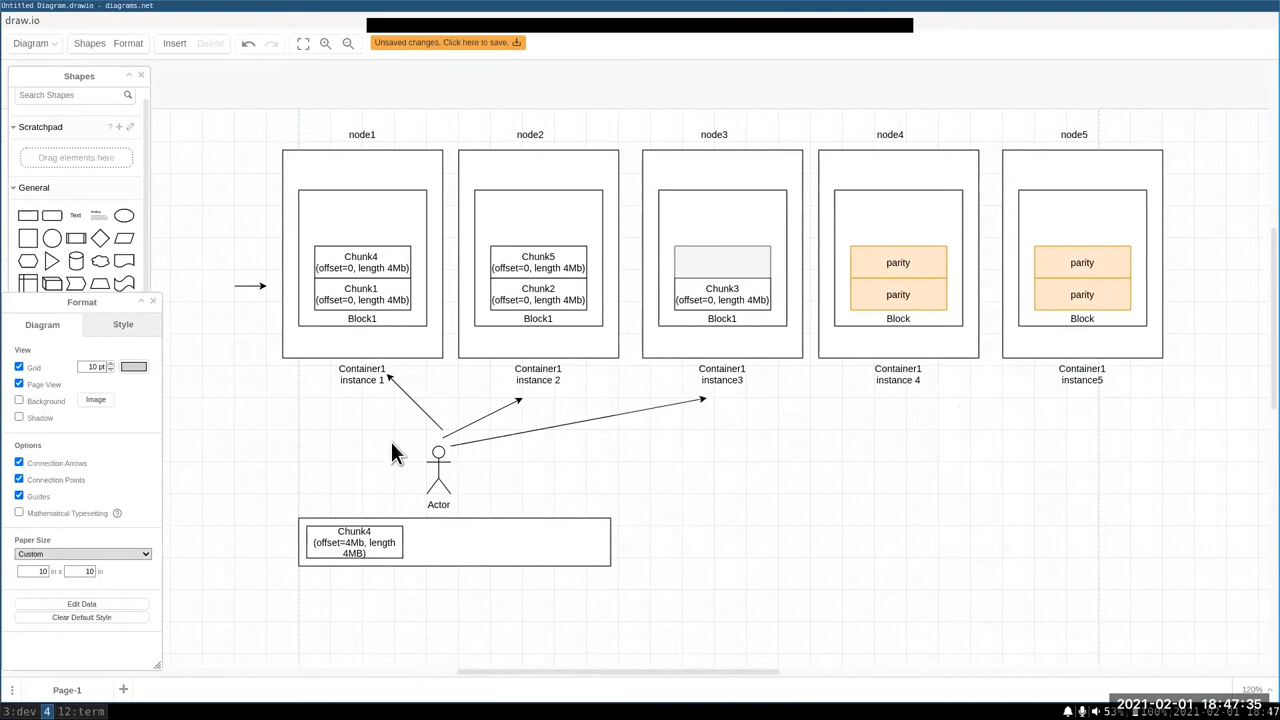 Untitled Diagram.drawio - diagrams.net
draw.io
Diagram
Shapes
Format
Insert
Delete
Unsaved changes. Click here to save.
Shapes
Search Shapes
Scratchpad
?
Drag elements here
General
Text
Format
Diagram
Style
View
Grid
10 pt
Page View
Background
Image
Shadow
Options
Connection Arrows
Connection Points
Guides
Mathematical Typesetting
Paper Size
Custom
10 in x 10 in
Edit Data
Clear Default Style
node1
node2
node3
node4
node5
Chunk4
(offset=0, length 4Mb)
Chunk1
(offset=0, length 4Mb)
Block1
Chunk5
(offset=0, length 4Mb)
Chunk2
(offset=0, length 4Mb)
Block1
Chunk3
(offset=0, length 4Mb)
Block1
parity
parity
Block
parity
parity
Block
Container1
instance 1
Container1
instance 2
Container1
instance3
Container1
instance 4
Container1
instance5
Actor
Chunk4
(offset=4Mb, length
4MB)
Page-1
120%
2021-02-01 18:47:35
3:dev 4 12:term